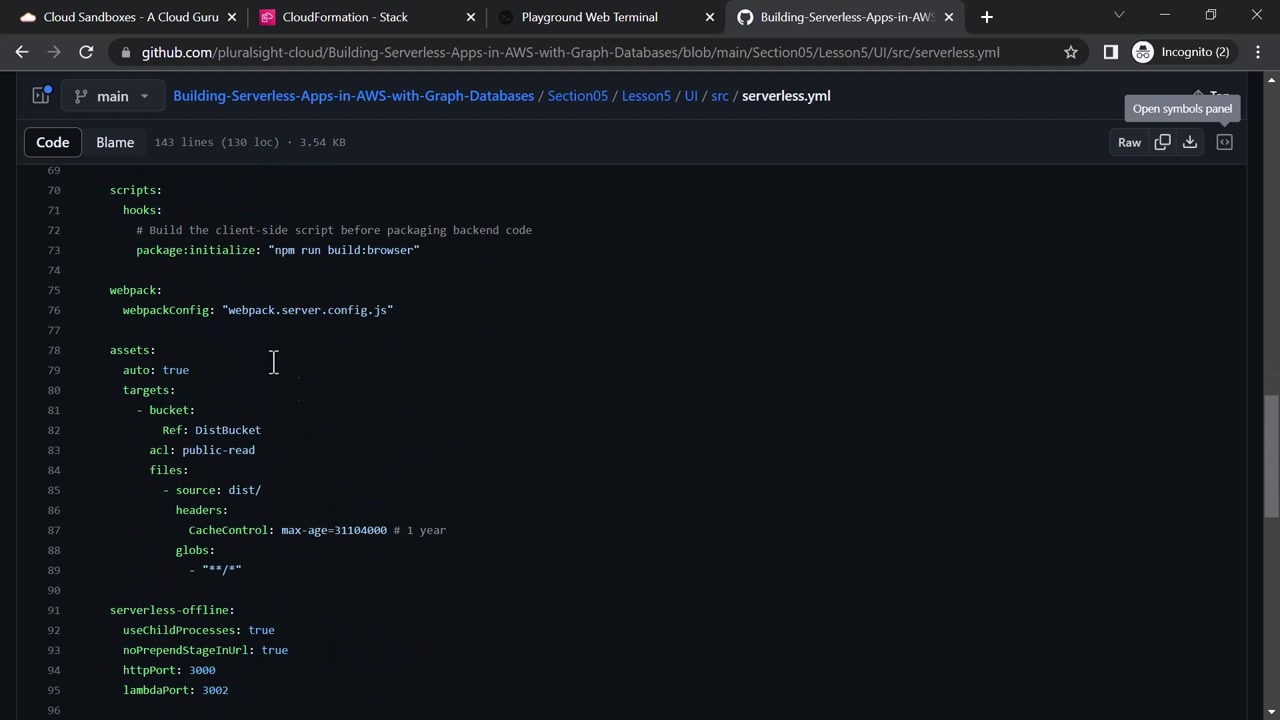 Cloud Sandboxes - A Cloud Guru
CloudFormation - Stack
Playground Web Terminal
Building-Serverless-Apps-in-AWS
github.com/pluralsight-cloud/Building-Serverless-Apps-in-AWS-with-Graph-Databases/blob/main/Section05/Lesson5/UI/src/serverless.yml
Incognito (2)
main
Building-Serverless-Apps-in-AWS-with-Graph-Databases / Section05 / Lesson5 / UI / src / serverless.yml
Open symbols panel
Code
Blame
143 lines (130 loc) · 3.54 KB
Raw
69
70 scripts:
71 hooks:
72 # Build the client-side script before packaging backend code
73 package:initialize: "npm run build:browser"
74
75 webpack:
76 webpackConfig: "webpack.server.config.js"
77
78 assets:
79 auto: true
80 targets:
81 - bucket:
82 Ref: DistBucket
83 acl: public-read
84 files:
85 - source: dist/
86 headers:
87 CacheControl: max-age=31104000 # 1 year
88 globs:
89 - "**/*"
90
91 serverless-offline:
92 useChildProcesses: true
93 noPrependStageInUrl: true
94 httpPort: 3000
95 lambdaPort: 3002
96